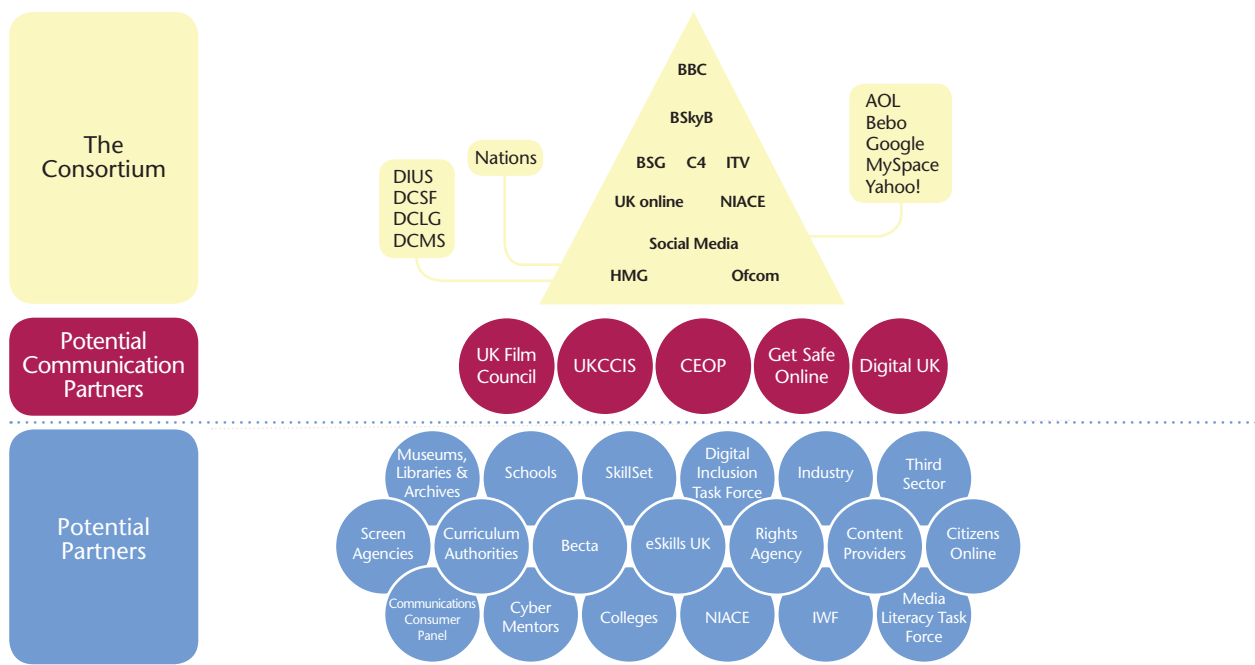 The
Consortium
DIUS
DCSF
DCLG
DCMS
Nations
BBC
BSkyB
BSG C4 ITV
UK online NIACE
Social Media
HMG Ofcom
AOL
Bebo
Google
MySpace
Yahoo!
Potential
Communication
Partners
UK Film
Council
UKCCIS
CEOP
Get Safe
Online
Digital UK
Potential
Partners
Museums,
Libraries &
Archives
Schools
SkillSet
Digital
Inclusion
Task Force
Industry
Third
Sector
Screen
Agencies
Curriculum
Authorities
Becta
eSkills UK
Rights
Agency
Content
Providers
Citizens
Online
Communications
Consumer
Panel
Cyber
Mentors
Colleges
NIACE
IWF
Media
Literacy Task
Force